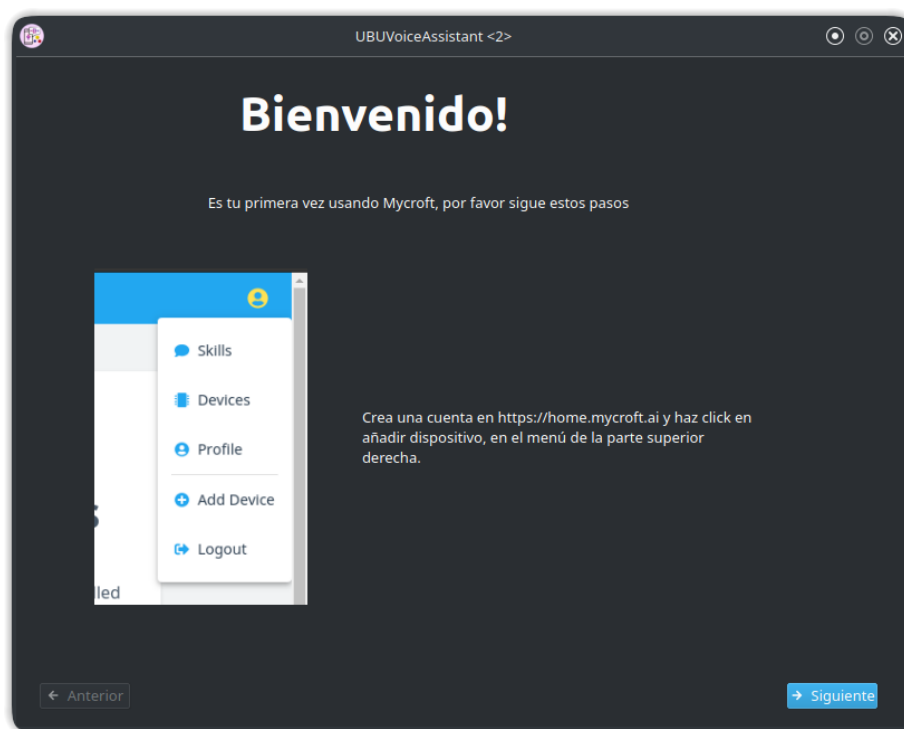 UBUVoiceAssistant <2>
Bienvenido!
Es tu primera vez usando Mycroft, por favor sigue estos pasos
Skills
Devices
Profile
Add Device
Logout
lled
Crea una cuenta en https://home.mycroft.ai y haz click en
añadir dispositivo, en el menú de la parte superior
derecha.
Anterior
Siguiente